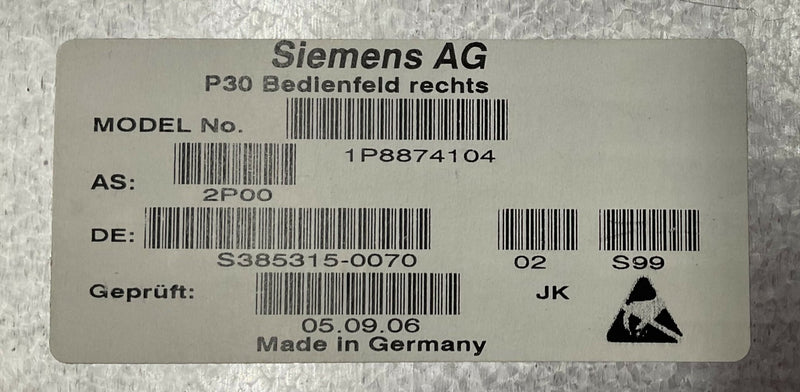 Siemens AG
P30 Bedienfeld rechts
MODEL No.
1P8874104
AS:
2P00
DE:
S385315-0070 02 S99
Geprüft: JK
05.09.06
Made in Germany